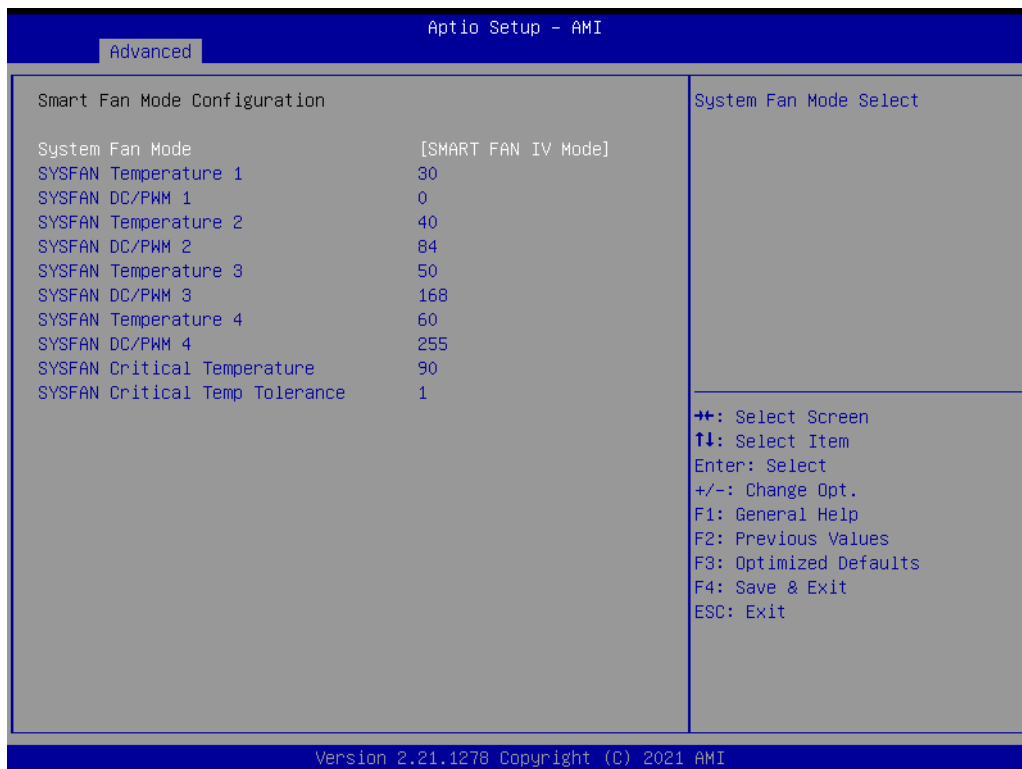 Aptio Setup – AMI
Advanced
Smart Fan Mode Configuration
System Fan Mode [SMART FAN IV Mode]
SYSFAN Temperature 1 30
SYSFAN DC/PWM 1 0
SYSFAN Temperature 2 40
SYSFAN DC/PWM 2 84
SYSFAN Temperature 3 50
SYSFAN DC/PWM 3 168
SYSFAN Temperature 4 60
SYSFAN DC/PWM 4 255
SYSFAN Critical Temperature 90
SYSFAN Critical Temp Tolerance 1
System Fan Mode Select
→←: Select Screen
↑↓: Select Item
Enter: Select
+/-: Change Opt.
F1: General Help
F2: Previous Values
F3: Optimized Defaults
F4: Save & Exit
ESC: Exit
Version 2.21.1278 Copyright (C) 2021 AMI